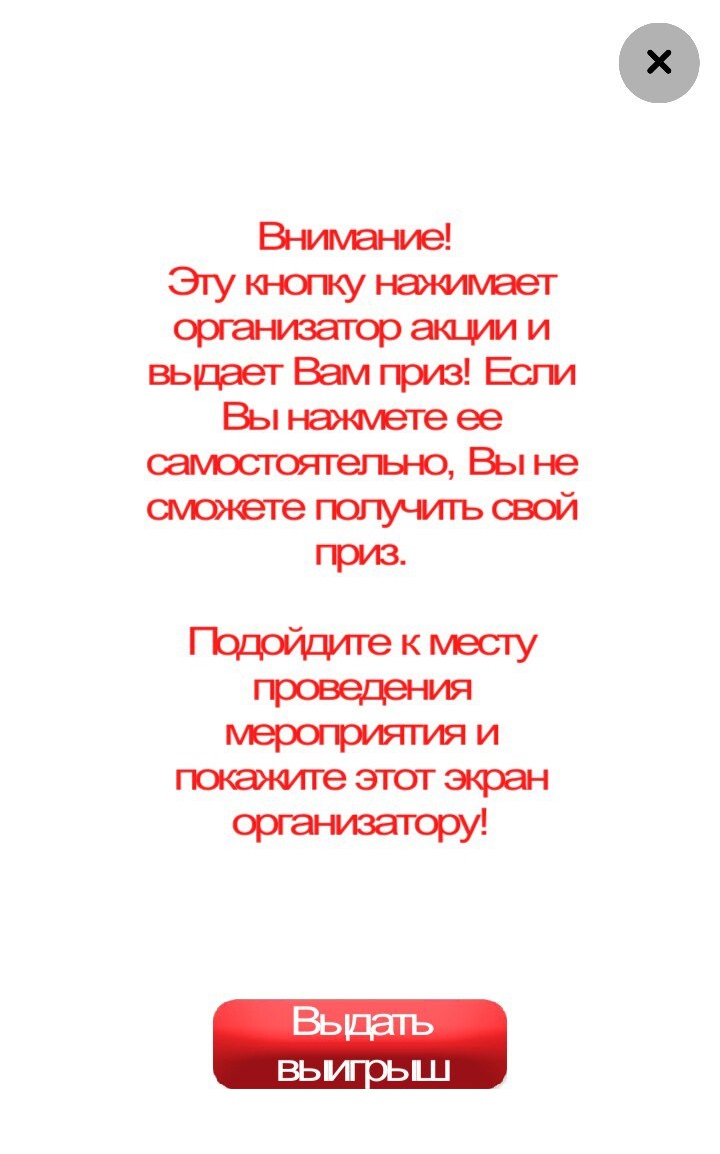 Внимание!
Эту кнопку нажимает
организатор акции и
выдает Вам приз! Если
Вы нажмете ее
самостоятельно, Вы не
сможете получить свой
приз.
Подойдите к месту
проведения
мероприятия и
покажите этот экран
организатору!
Выдать
выигрыш